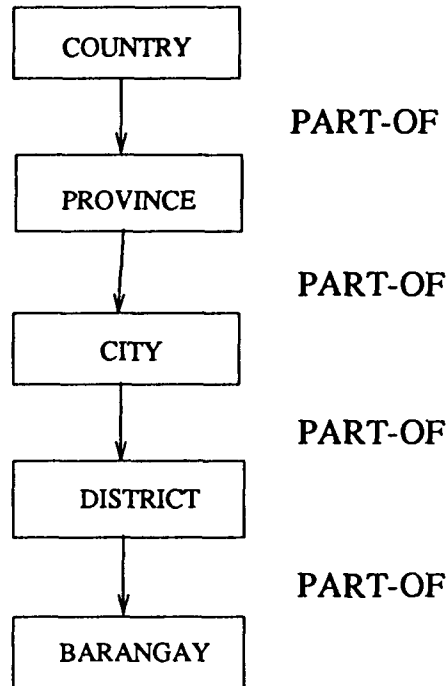 COUNTRY
PART-OF
PROVINCE
PART-OF
CITY
PART-OF
DISTRICT
PART-OF
BARANGAY